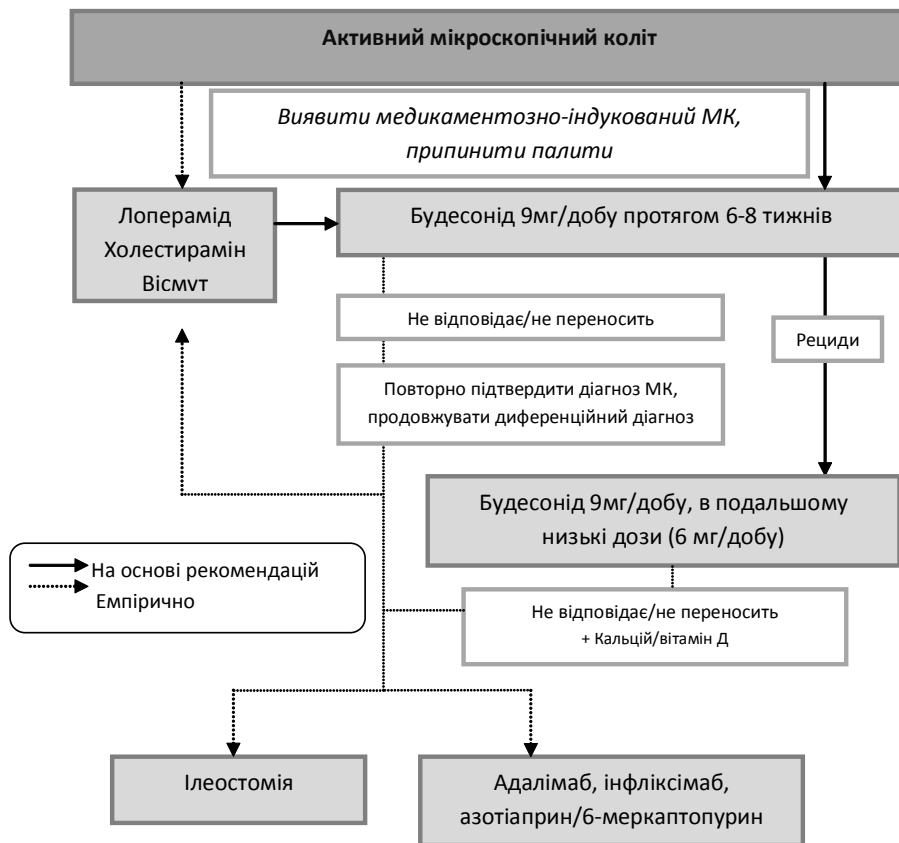 Активний мікроскопічний коліт
Виявити медикаментозно-індукований МК,
припинити палити
Лоперамід
Холестирамін
Вісмут
Будесонід 9мг/добу протягом 6-8 тижнів
Не відповідає/не переносить
Рециди
Повторно підтвердити діагноз МК,
продовжувати диференційний діагноз
Будесонід 9мг/добу, в подальшому
низькі дози (6 мг/добу)
На основі рекомендацій
Емпірично
Не відповідає/не переносить
+ Кальцій/вітамін Д
Ілеостомія
Адалімаб, інфліксімаб,
азотіаприн/6-меркаптопурин